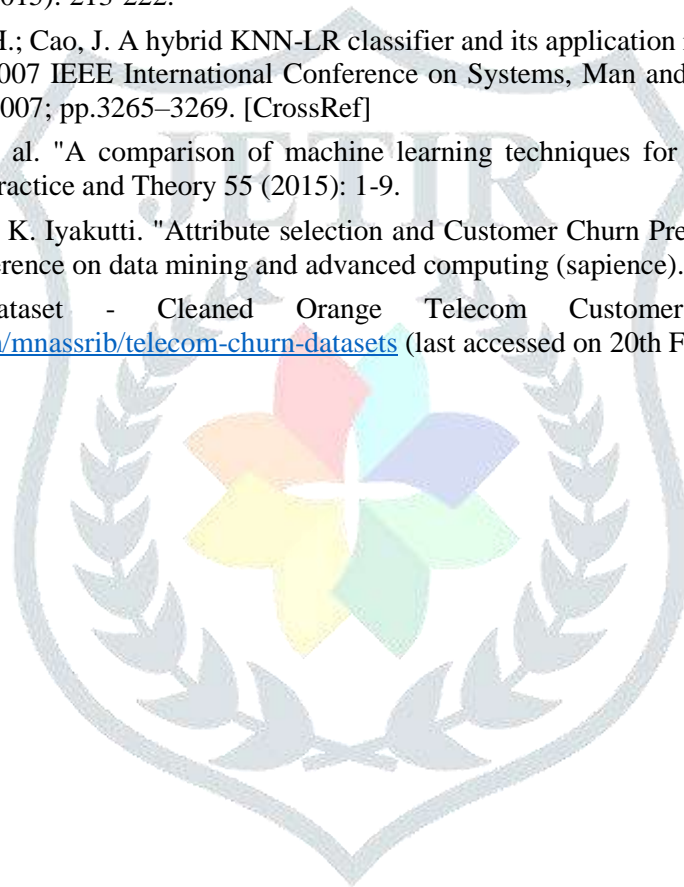 015): 213-222.
H.; Cao, J. A hybrid KNN-LR classifier and its application
007 IEEE International Conference on Systems, Man and
007; pp.3265–3269. [CrossRef]
al. "A comparison of machine learning techniques for
ractice and Theory 55 (2015): 1-9.
K. Iyakutti. "Attribute selection and Customer Churn Pre
erence on data mining and advanced computing (sapience).
ataset - Cleaned Orange Telecom Customer
/mnassrib/telecom-churn-datasets (last accessed on 20th F
JETIR